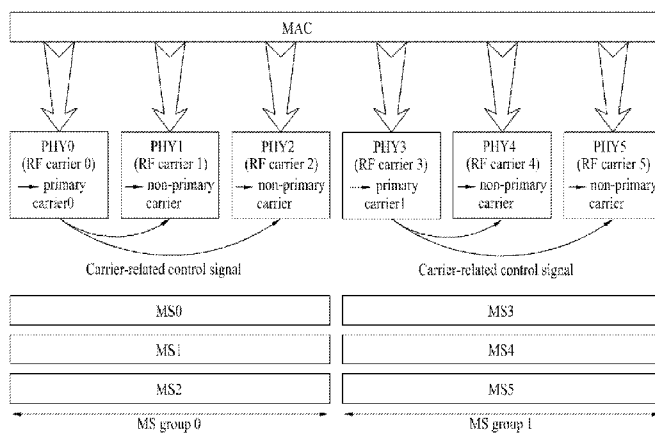 MAC
PHY0
(RF carrier 0)
primary
carrier0
PHY1
(RF carrier 1)
non-primary
carrier
PHY2
(RF carrier 2)
non-primary
carrier
PHY3
(RF carrier 3)
primary
carrier1
PHY4
(RF carrier 4)
non-primary
carrier
PHY5
(RF carrier 5)
non-primary
carrier
Carrier-related control signal
Carrier-related control signal
MS0
MS3
MS1
MS4
MS2
MS5
MS group 0
MS group 1